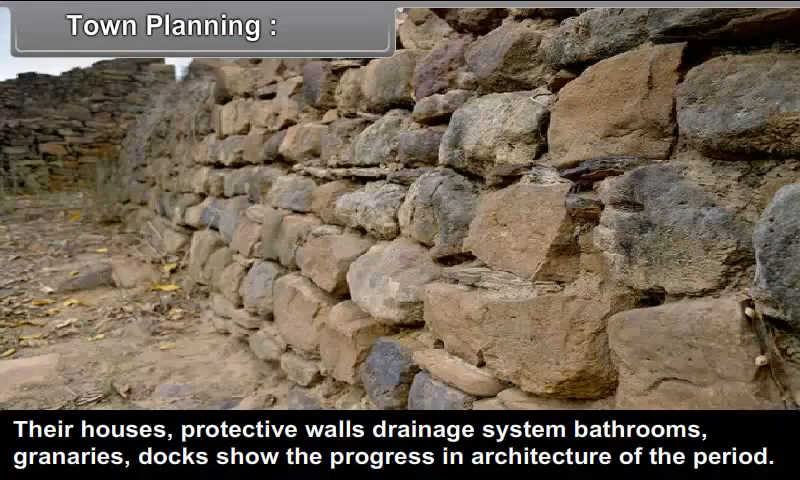 Town Planning :
Their houses, protective walls drainage system bathrooms,
granaries, docks show the progress in architecture of the period.